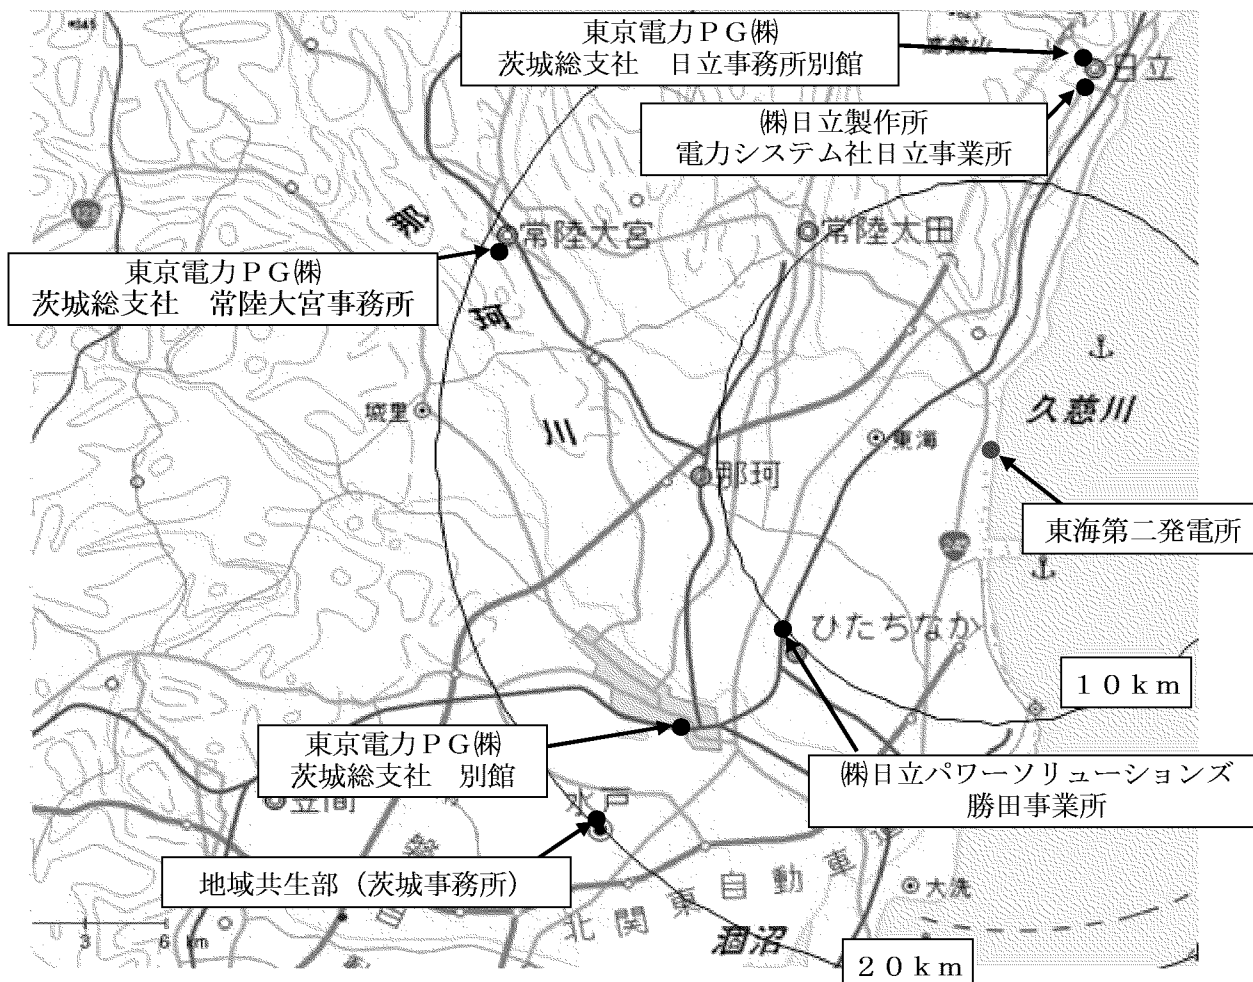 東京電力PG㈱
茨城総支社　日立事務所別館
日立
㈱日立製作所
電力システム社日立事業所
那
珂
川
常陸大宮
常陸太田
東京電力PG㈱
茨城総支社　常陸大宮事務所
城里
久慈川
東海
那珂
東海第二発電所
ひたちなか
10km
東京電力PG㈱
茨城総支社　別館
㈱日立パワーソリューションズ
勝田事業所
笠間
水戸
地域共生部（茨城事務所）
北関東自動車
大洗
3 6 km
涸沼
20km